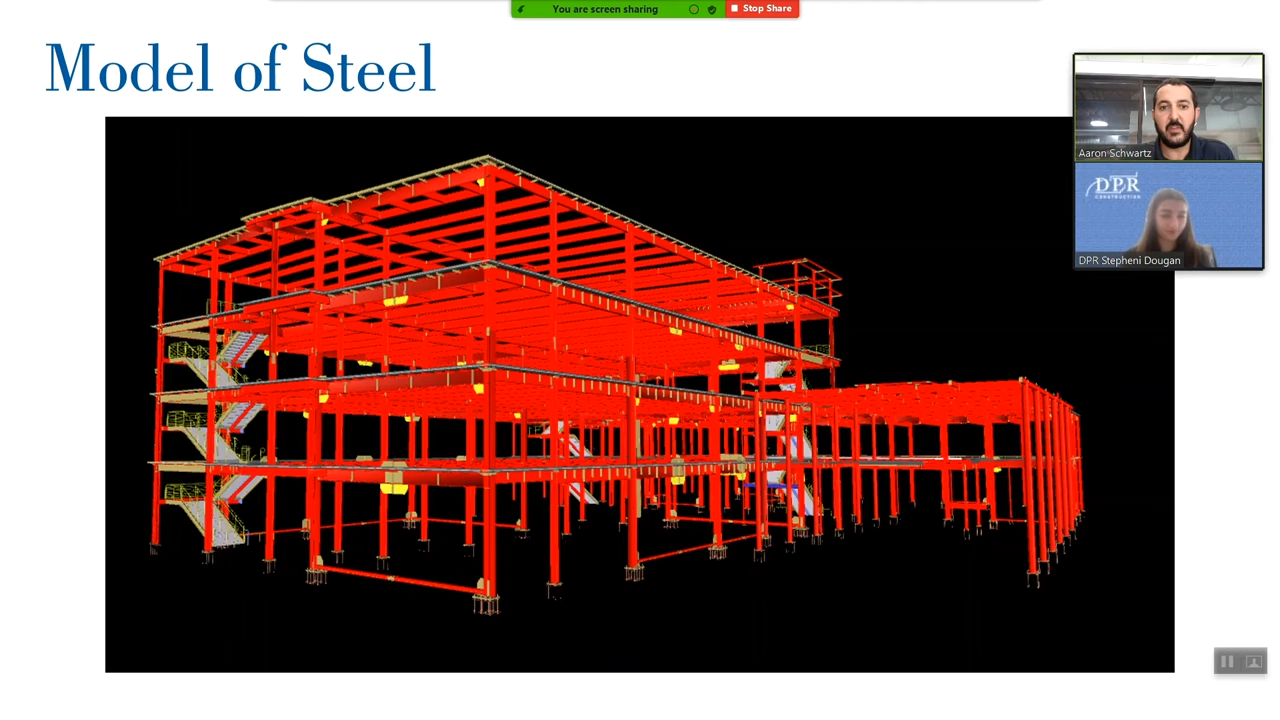 You are screen sharing
Stop Share
Model of Steel
Aaron Schwartz
DPR
CONSTRUCTION
DPR Stepheni Dougan